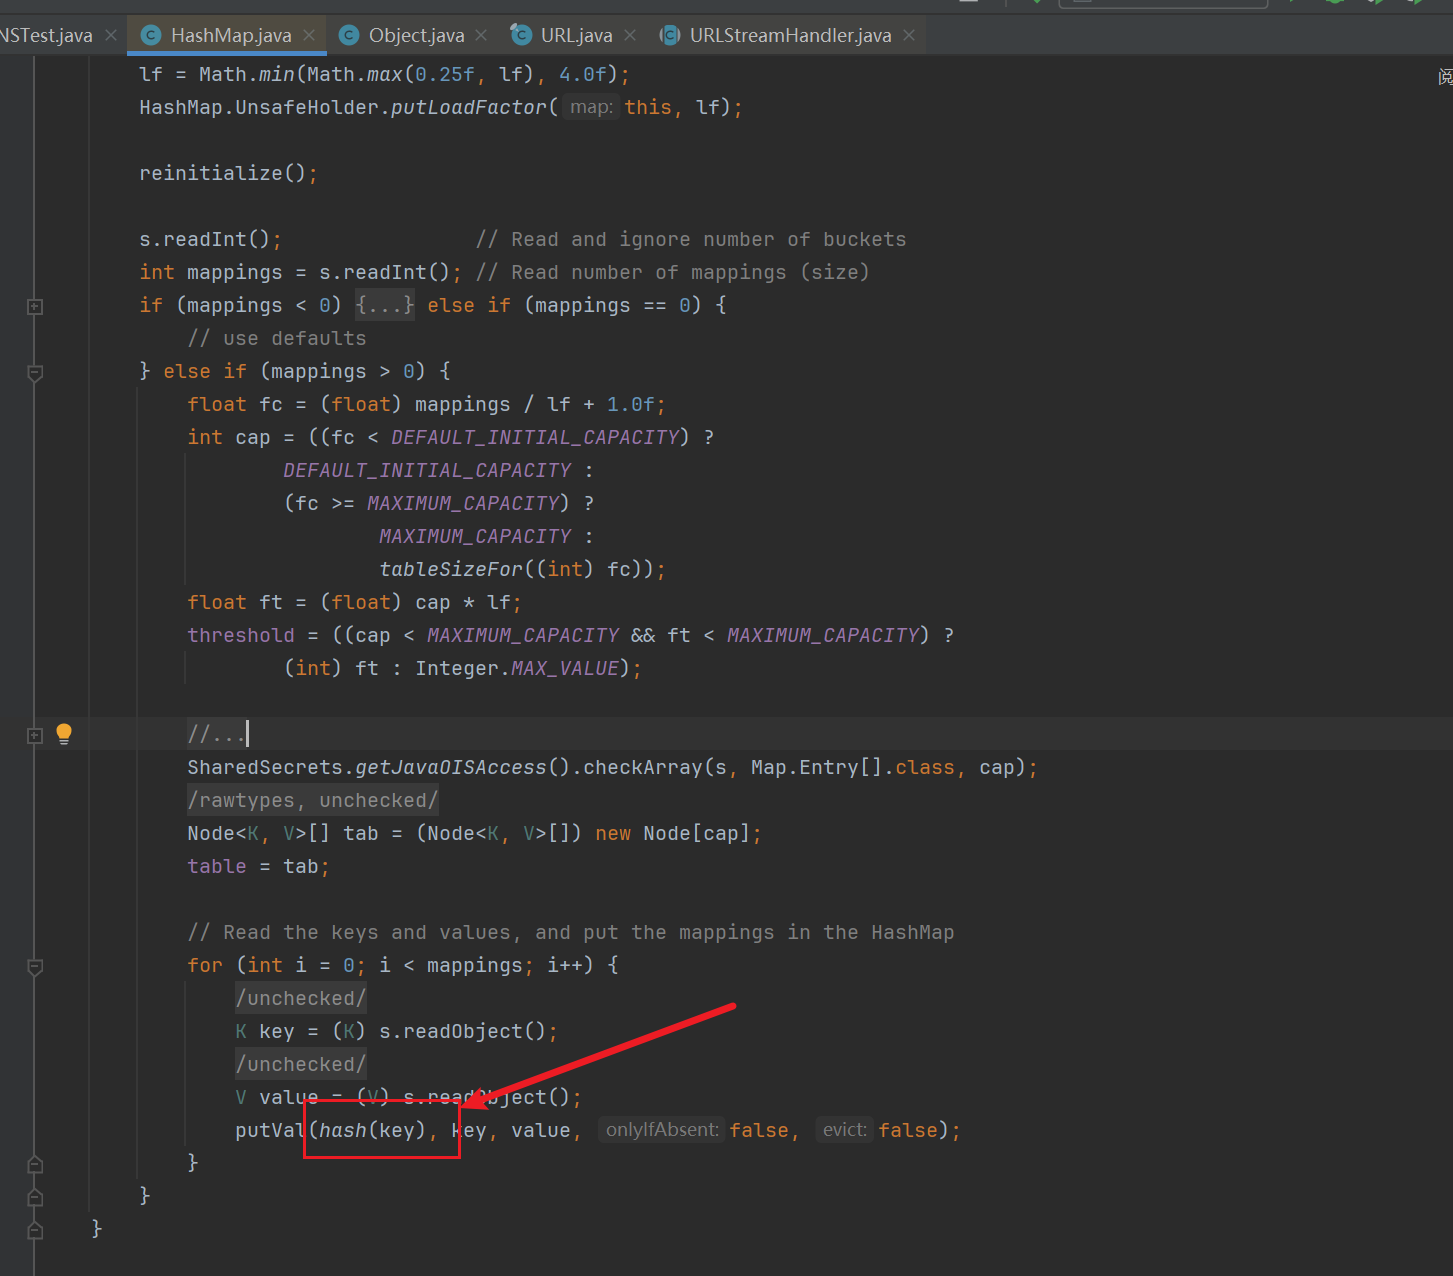 NSTest.java HashMap.java Object.java URL.java URLStreamHandler.java
lf = Math.min(Math.max(0.25f, lf), 4.0f);
阅
HashMap.UnsafeHolder.putLoadFactor( map: this, lf);
reinitialize();
s.readInt(); // Read and ignore number of buckets
int mappings = s.readInt(); // Read number of mappings (size)
if (mappings < 0) {...} else if (mappings == 0) {
// use defaults
} else if (mappings > 0) {
float fc = (float) mappings / lf + 1.0f;
int cap = ((fc < DEFAULT_INITIAL_CAPACITY) ?
DEFAULT_INITIAL_CAPACITY :
(fc >= MAXIMUM_CAPACITY) ?
MAXIMUM_CAPACITY :
tableSizeFor((int) fc));
float ft = (float) cap * lf;
threshold = ((cap < MAXIMUM_CAPACITY && ft < MAXIMUM_CAPACITY) ?
(int) ft : Integer.MAX_VALUE);
//...
SharedSecrets.getJavaOISAccess().checkArray(s, Map.Entry[].class, cap);
/rawtypes, unchecked/
Node<K, V>[] tab = (Node<K, V>[]) new Node[cap];
table = tab;
// Read the keys and values, and put the mappings in the HashMap
for (int i = 0; i < mappings; i++) {
/unchecked/
K key = (K) s.readObject();
/unchecked/
V value = (V) s.readObject();
putVal(hash(key), key, value, onlyIfAbsent: false, evict: false);
}
}
}